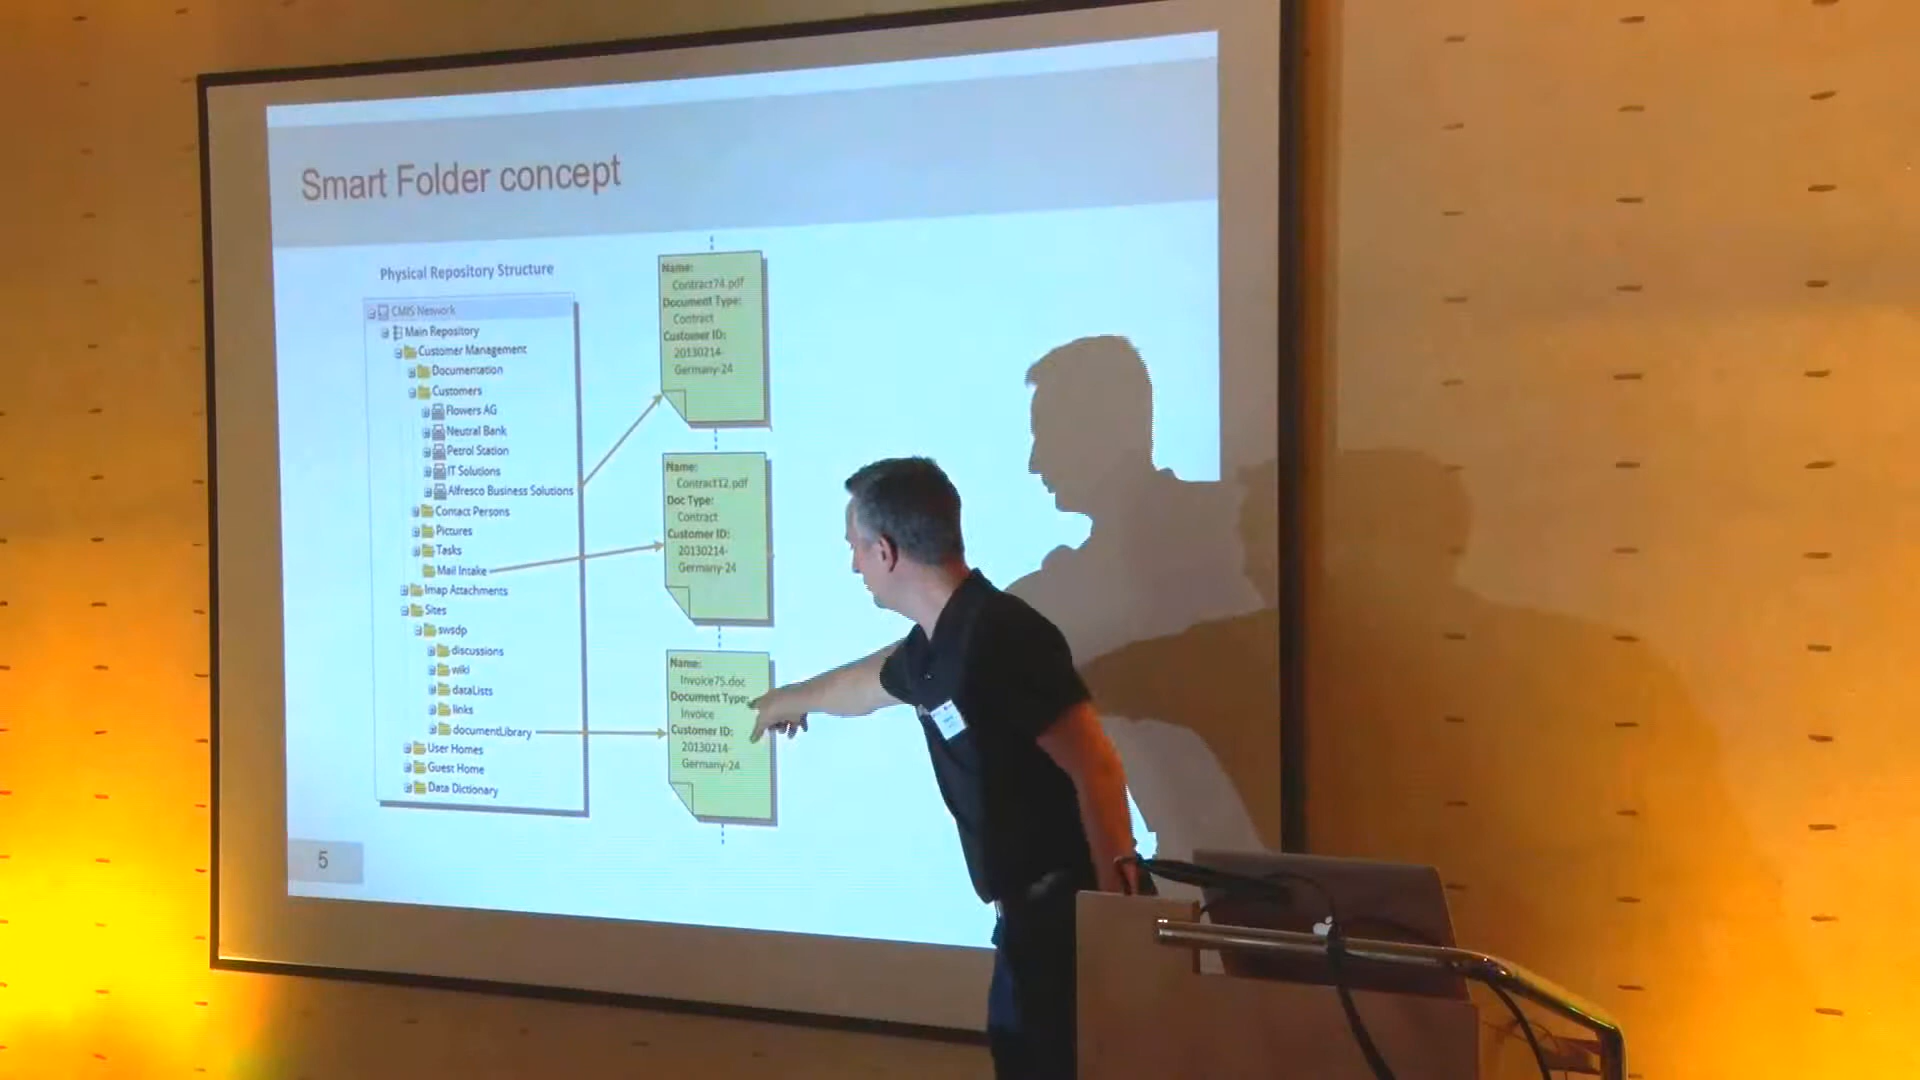 Smart Folder concept
Physical Repository Structure
CMIS Network
Main Repository
Customer Management
Documentation
Customers
Flowers AG
Neutral Bank
Petrol Station
IT Solutions
Alfresco Business Solutions
Contact Persons
Pictures
Tasks
Mail Intake
Imap Attachments
Sites
swsdp
discussions
wiki
dataLists
links
documentLibrary
User Homes
Guest Home
Data Dictionary
Name:
Contract74.pdf
Document Type:
Contract
Customer ID:
20130214-
Germany-24
Name:
Contract12.pdf
Doc Type:
Contract
Customer ID:
20130214-
Germany-24
Name:
Invoice75.doc
Document Type:
Invoice
Customer ID:
20130214-
Germany-24
5